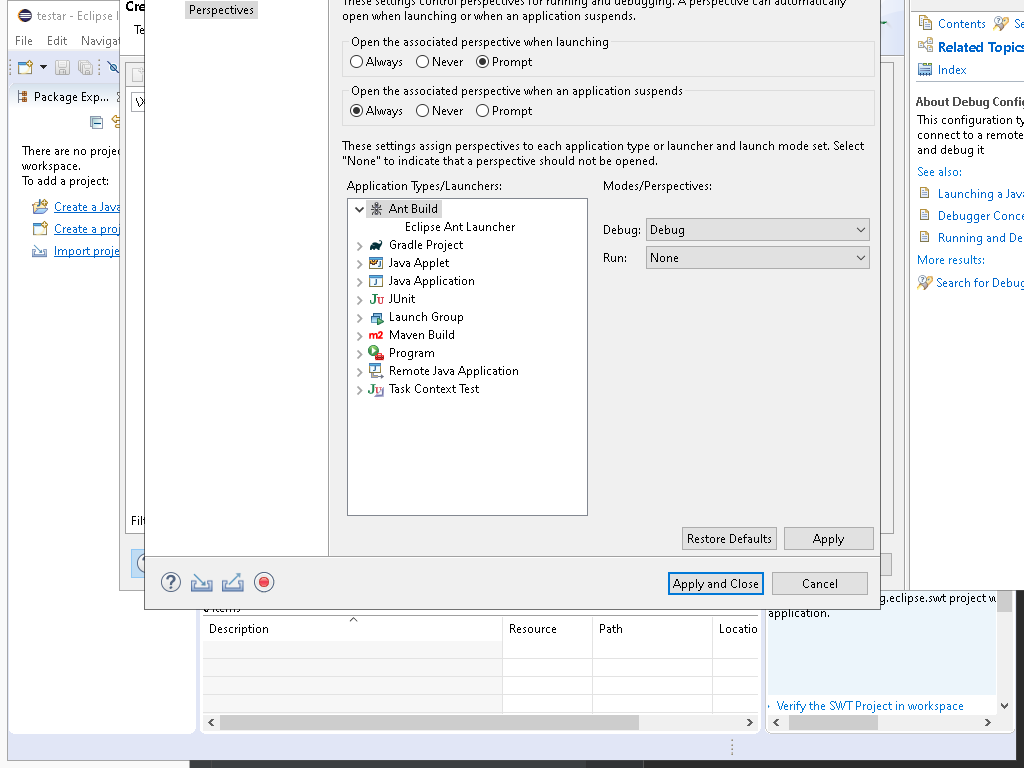 testar - Eclipse
File Edit Navigat
Package Exp...
There are no proje
workspace.
To add a project:
Create a Java
Create a proj
Import proje
Cre
Te
Filt
Perspectives
These settings control perspectives for running and debugging. A perspective can automatically
open when launching or when an application suspends.
Open the associated perspective when launching
Always Never Prompt
Open the associated perspective when an application suspends
Always Never Prompt
These settings assign perspectives to each application type or launcher and launch mode set. Select
"None" to indicate that a perspective should not be opened.
Application Types/Launchers:
Ant Build
Eclipse Ant Launcher
Gradle Project
Java Applet
Java Application
JUnit
Launch Group
Maven Build
Program
Remote Java Application
Task Context Test
Modes/Perspectives:
Debug: Debug
Run: None
Restore Defaults Apply
Apply and Close Cancel
Contents Se
Related Topics
Index
About Debug Config
This configuration ty
connect to a remote
and debug it
See also:
Launching a Java
Debugger Conce
Running and De
More results:
Search for Debug
items
Description Resource Path Locatio
g.eclipse.swt project w
application.
Verify the SWT Project in workspace